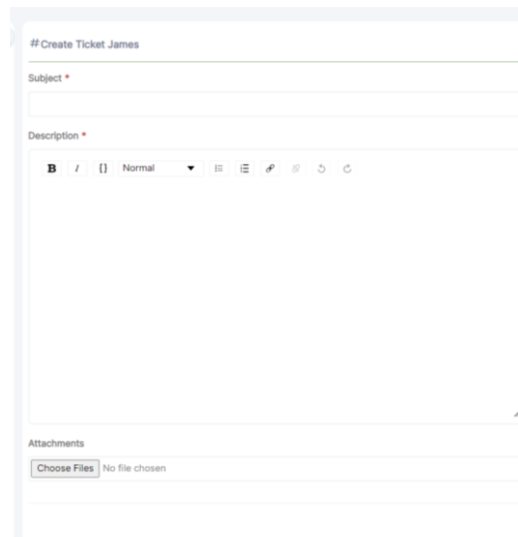 #Create Ticket James
Subject *
Description *
B I {} Normal
Attachments
Choose Files No file chosen